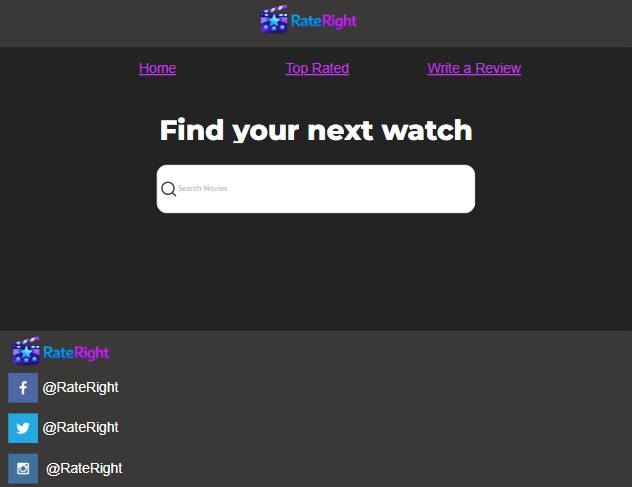 RateRight
Home Top Rated Write a Review
Find your next watch
Search Movies
RateRight
@RateRight
@RateRight
@RateRight